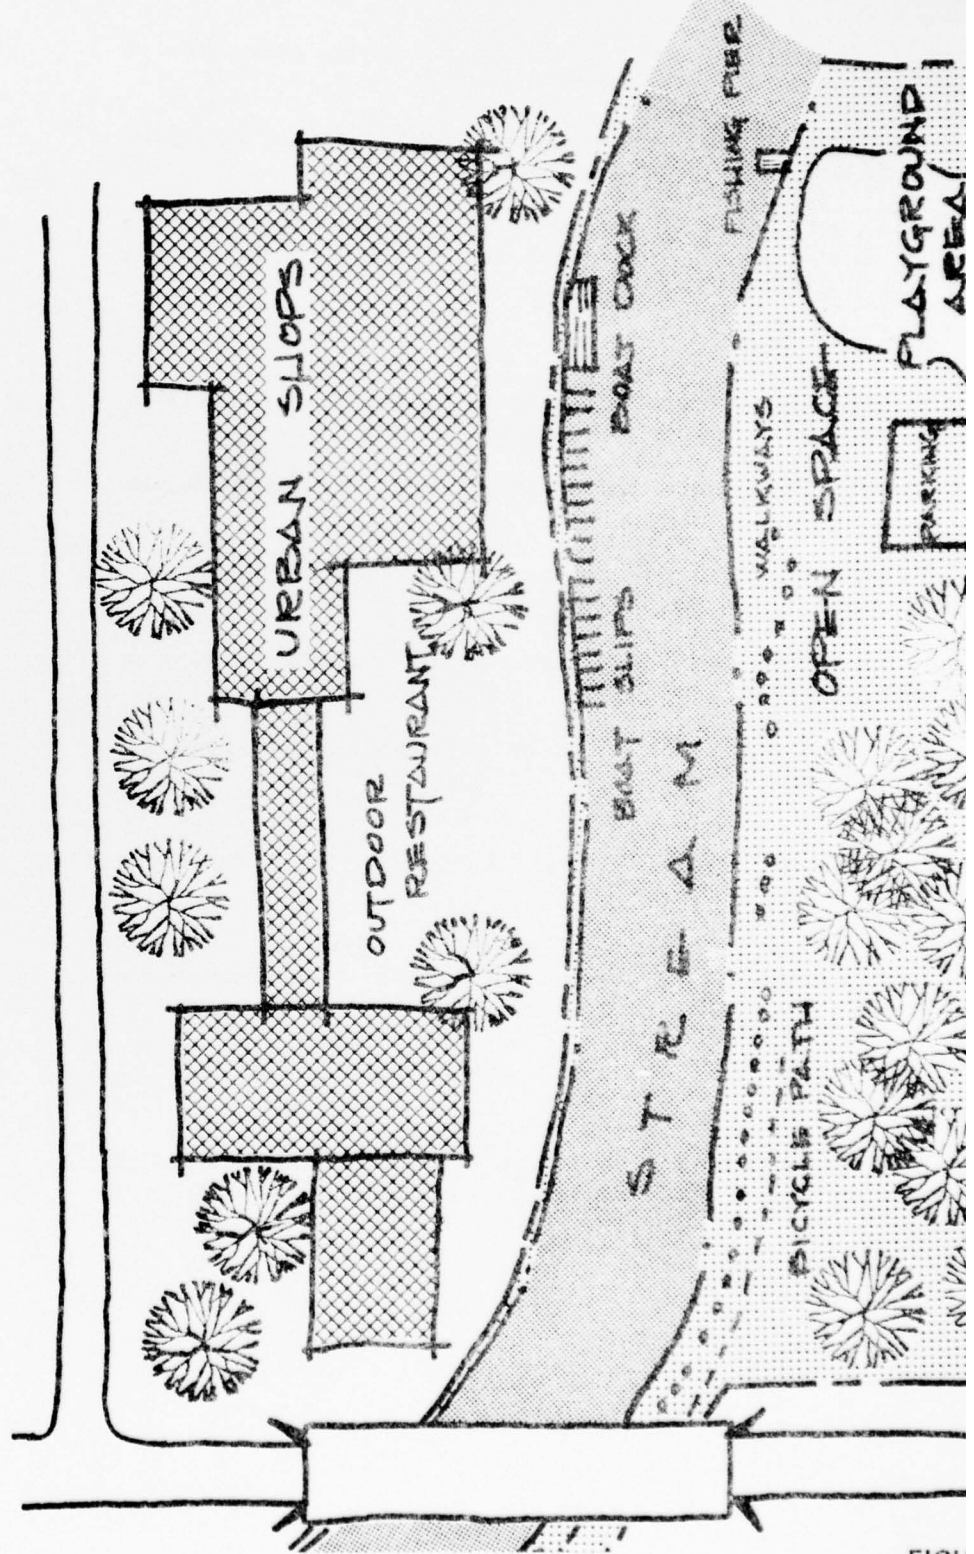 URBAN SHOPS
OUTDOOR
RESTAURANT
BOAT DOCK
BOAT SLIPS
STREAM
FISHING PIER
WALKWAYS
BICYCLE PATH
OPEN SPACE
PLAYGROUND
AREA
PARKING